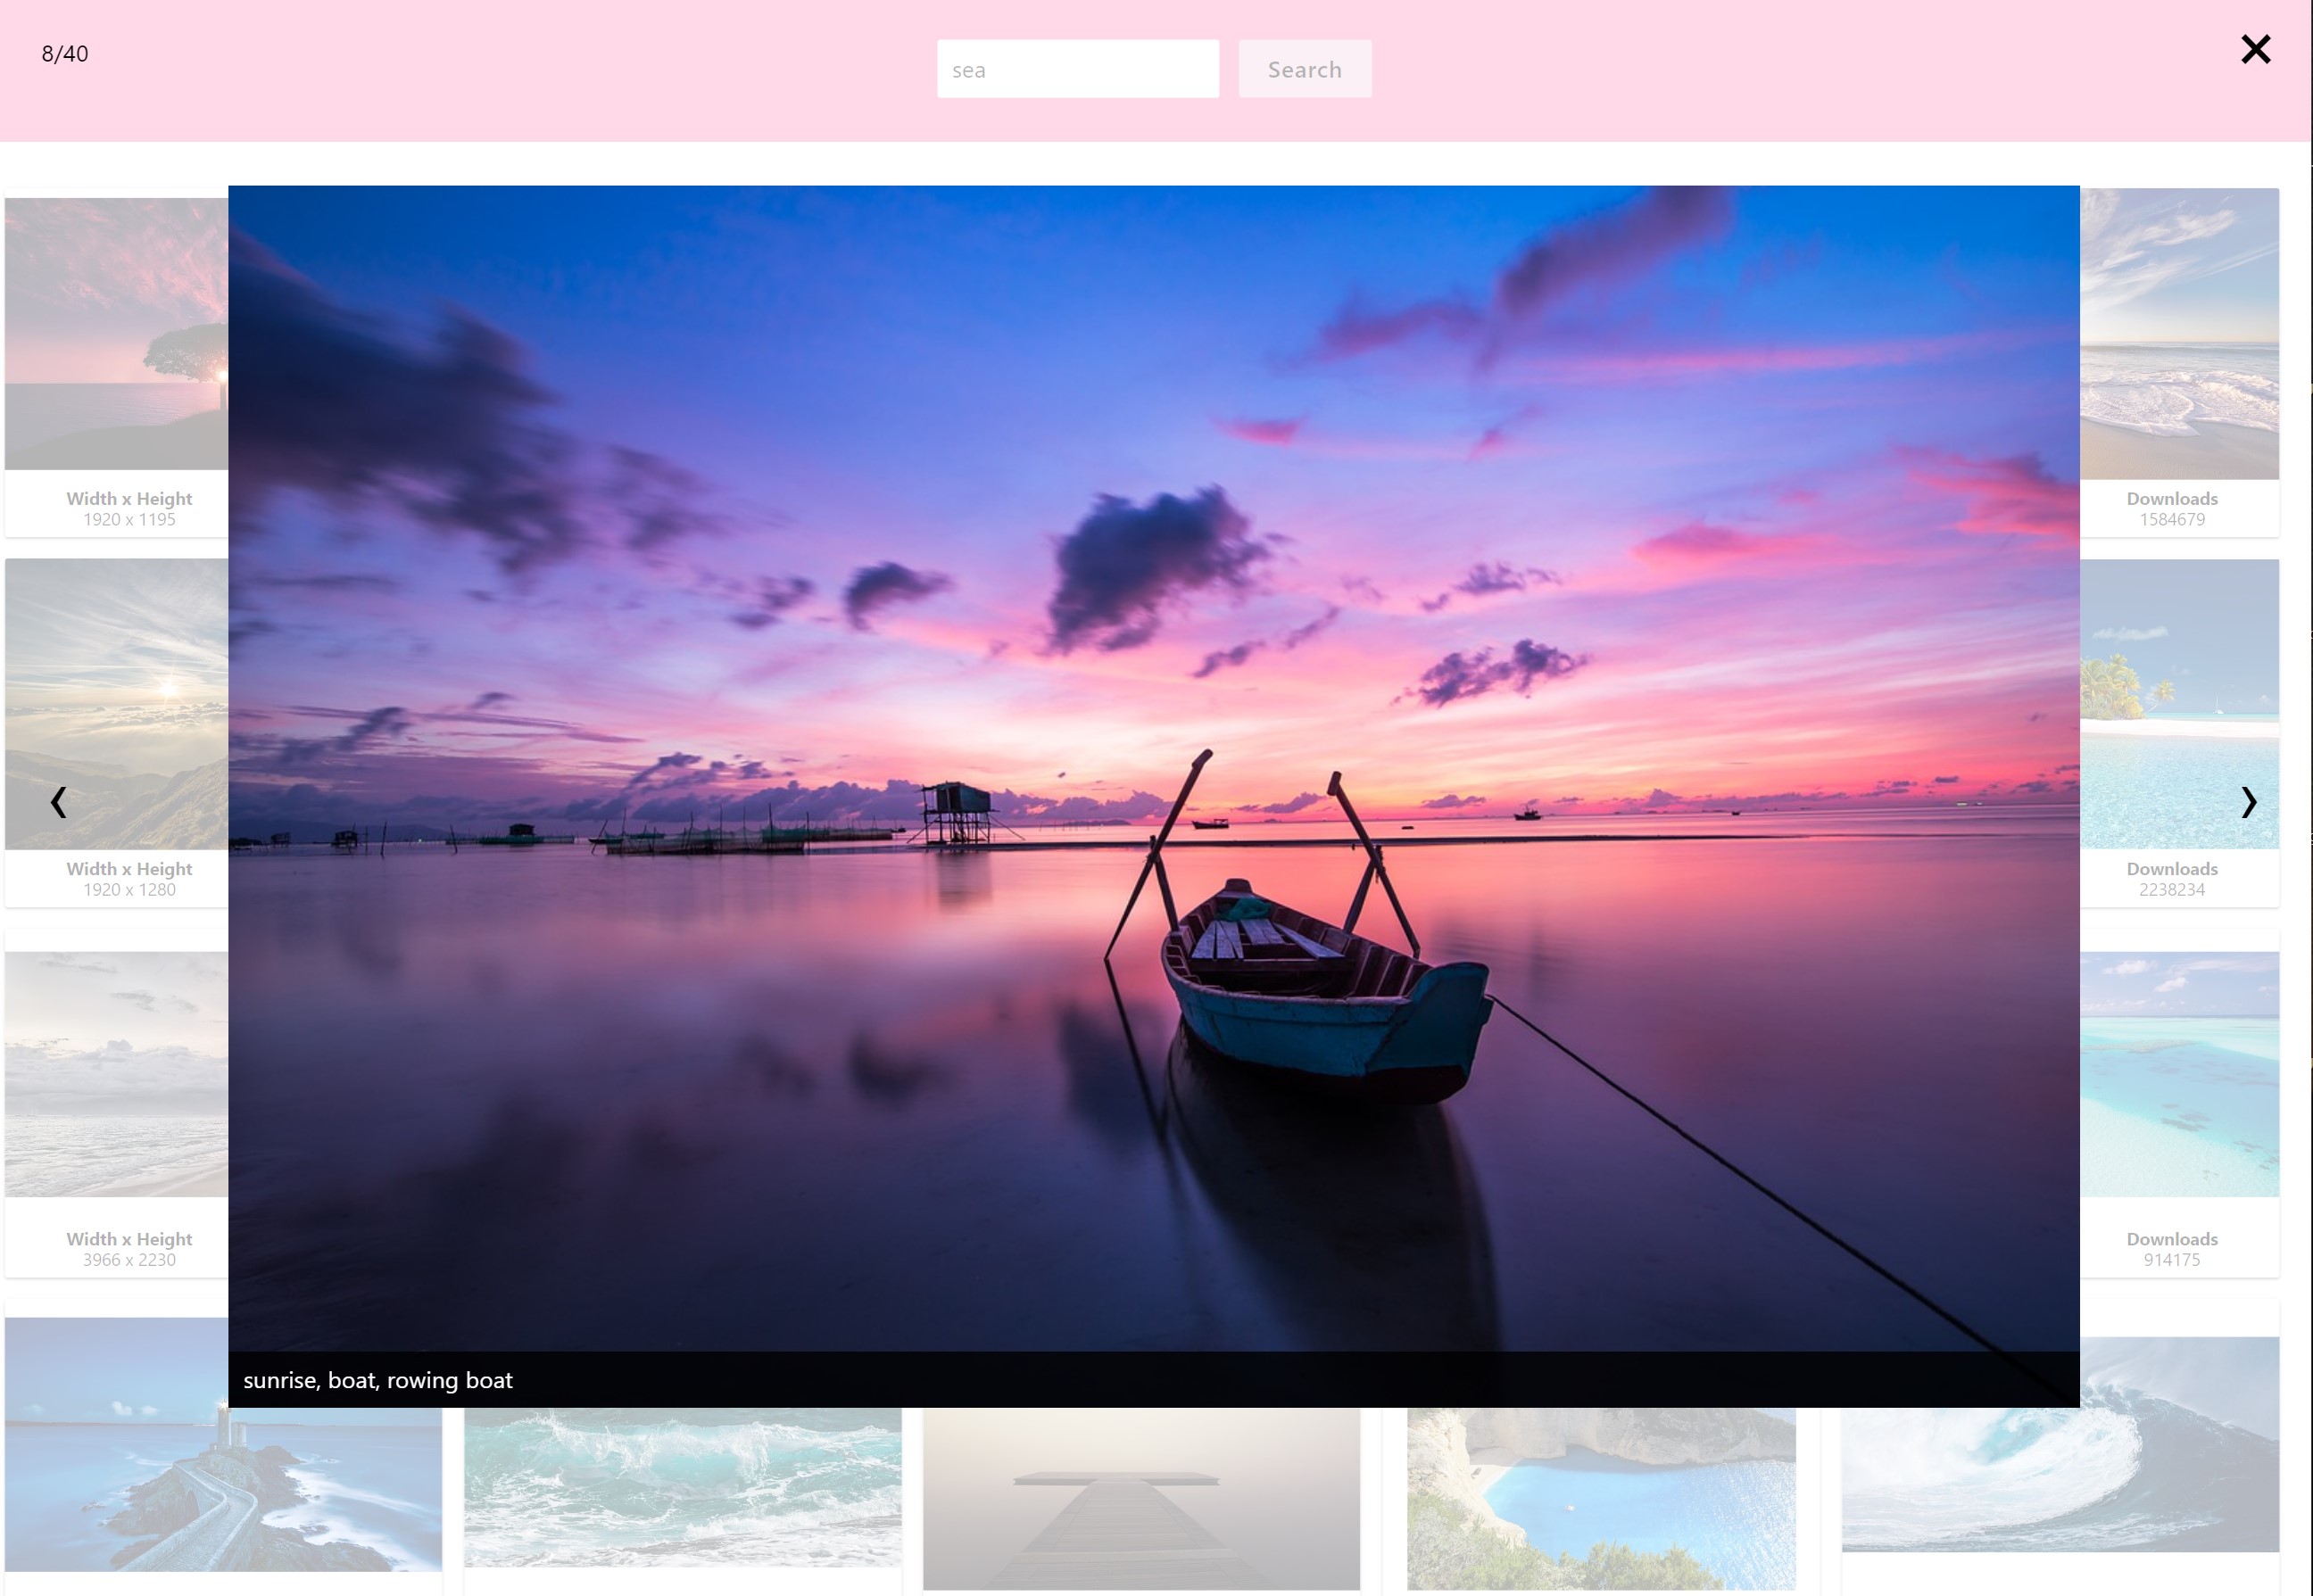 8/40
sea
Search
Width x Height
1920 x 1195
Downloads
1584679
Width x Height
1920 x 1280
Downloads
2238234
Width x Height
3966 x 2230
Downloads
914175
sunrise, boat, rowing boat